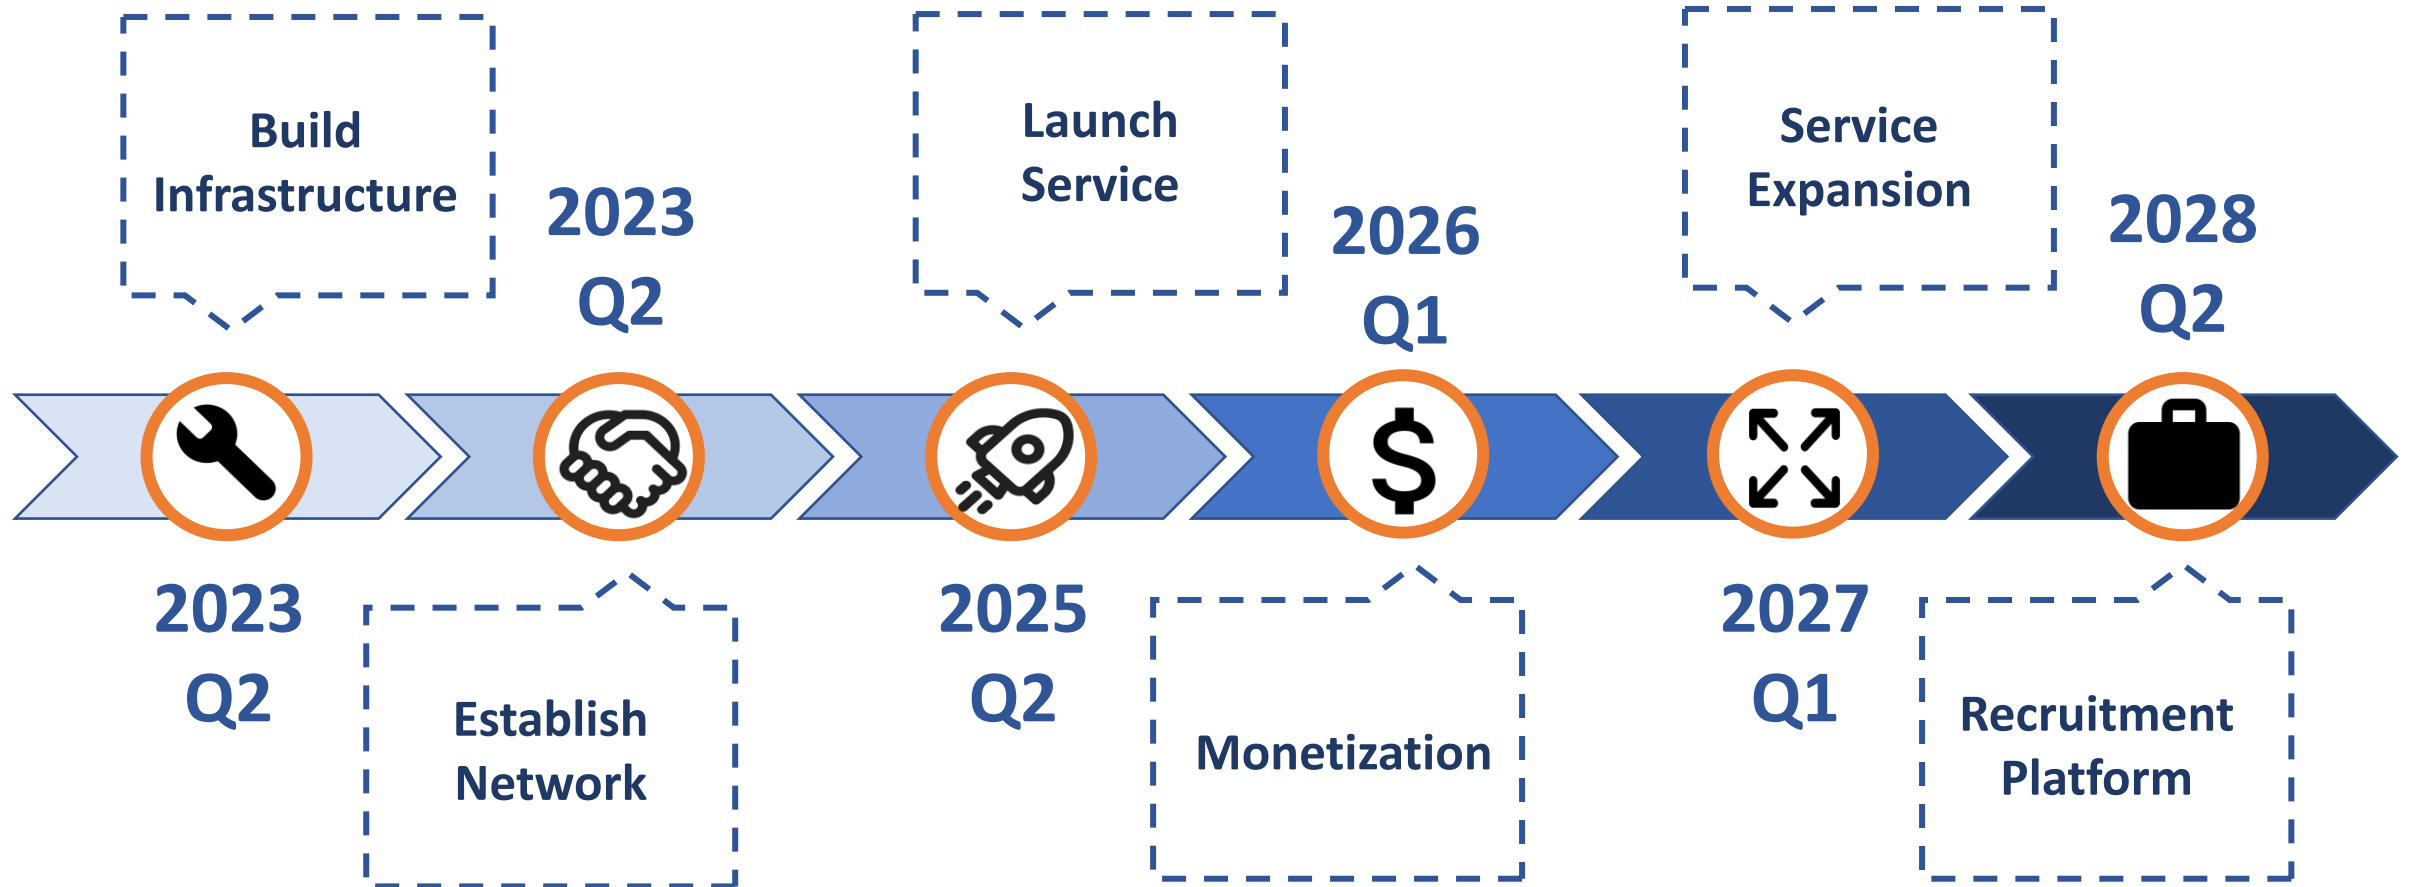 Build
Infrastructure
2023
Q2
Launch
Service
2026
Q1
Service
Expansion
2028
Q2
2023
Q2
Establish
Network
2025
Q2
Monetization
2027
Q1
Recruitment
Platform